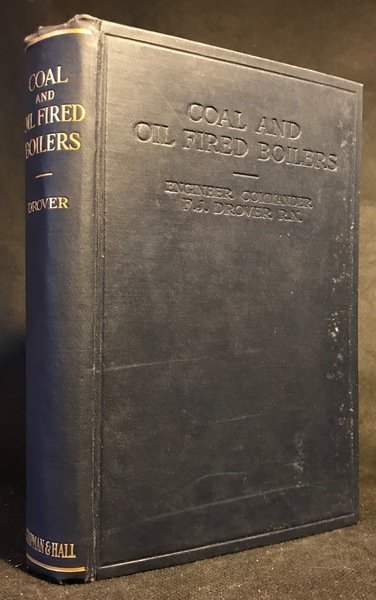 COAL
AND
OIL FIRED
BOILERS
DROVER
CHAPMAN & HALL
COAL AND
OIL FIRED BOILERS
ENGINEER COMMANDER
F.J. DROVER R.N.